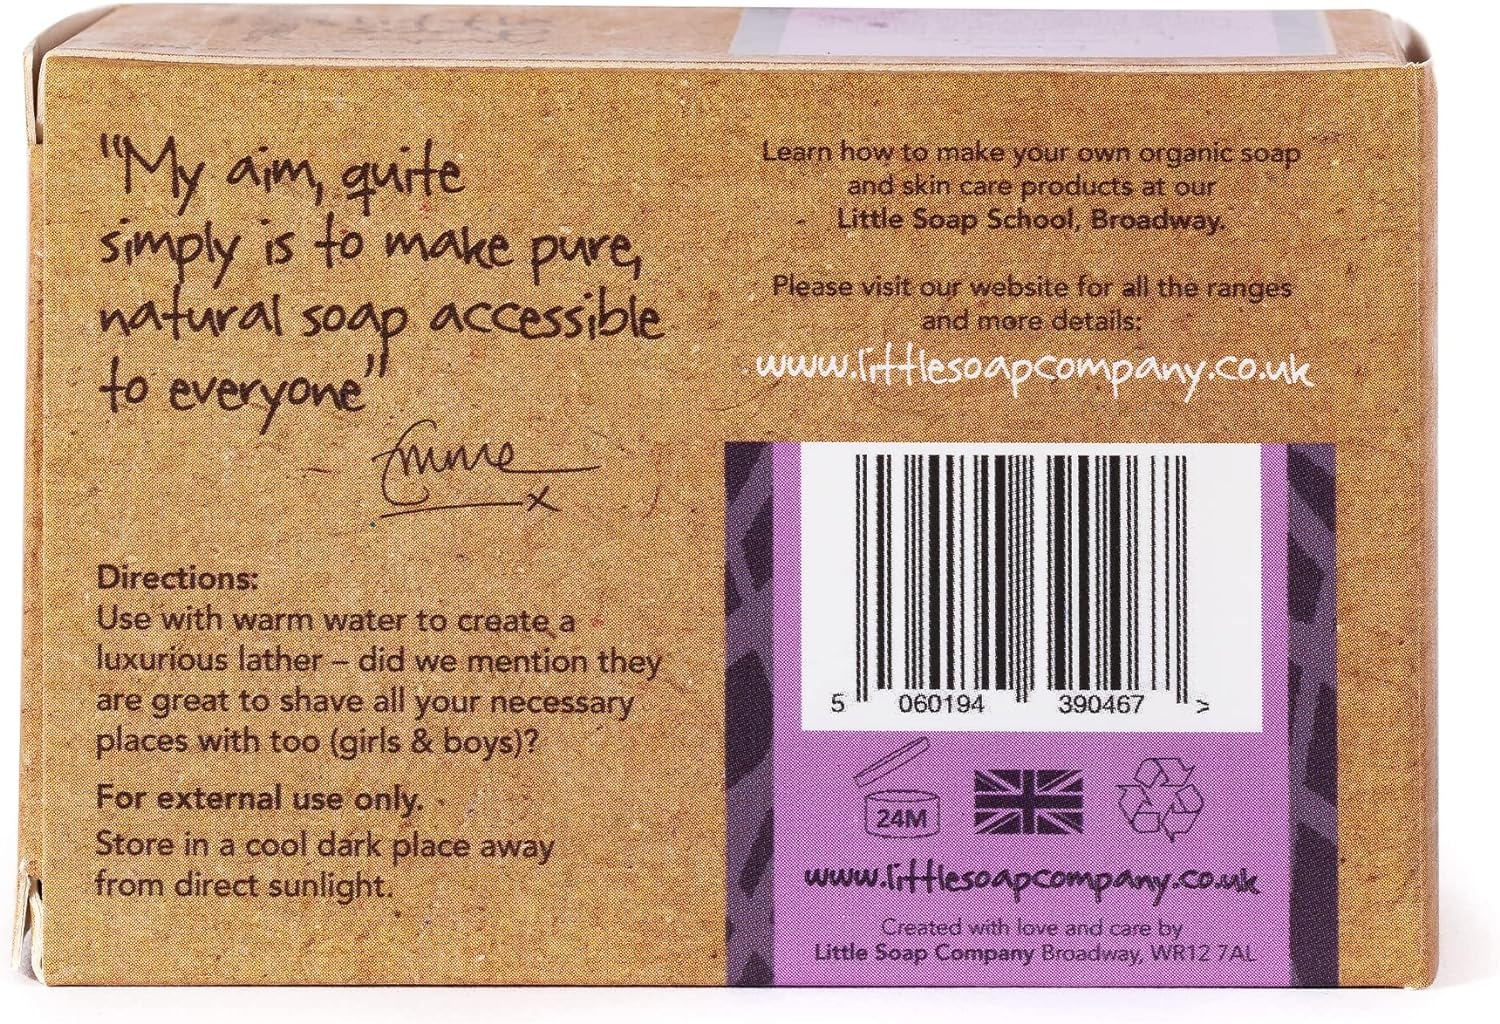 "My aim, quite
simply is to make pure,
natural soap accessible
to everyone"
Emma
x
Directions:
Use with warm water to create a
luxurious lather – did we mention they
are great to shave all your necessary
places with too (girls & boys)?
For external use only.
Store in a cool dark place away
from direct sunlight.
Learn how to make your own organic soap
and skin care products at our
Little Soap School, Broadway.
Please visit our website for all the ranges
and more details:
www.littlesoapcompany.co.uk
5 060194 390467 >
24M
www.littlesoapcompany.co.uk
Created with love and care by
Little Soap Company Broadway, WR12 7AL